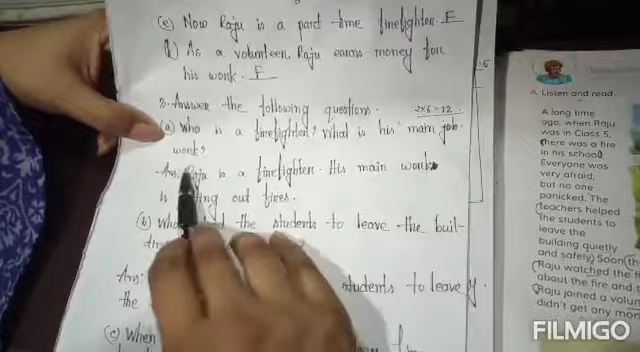 (e) Now Raju is a part time firefighter. F
(f) As a volunteer Raju earns money for
his work. F
3. Answer the following questions. 2×6=12
(a) Who is a firefighter? What is his main job
work?
Ans: Raju is a firefighter. His main work
is putting out fires.
(b) Who the students to leave the buil-
Ans: students to leave
the
(c) When
A. Listen and read.
A long time
ago, when Raju
was in Class 5,
there was a fire
in his school.
Everyone was
very afraid,
but no one
panicked. The
teachers helped
the students to
leave the
building quietly
and safely. Soon
Raju watched the
about the fire and
Raju joined a volun
didn't get any mon
FILMIGO